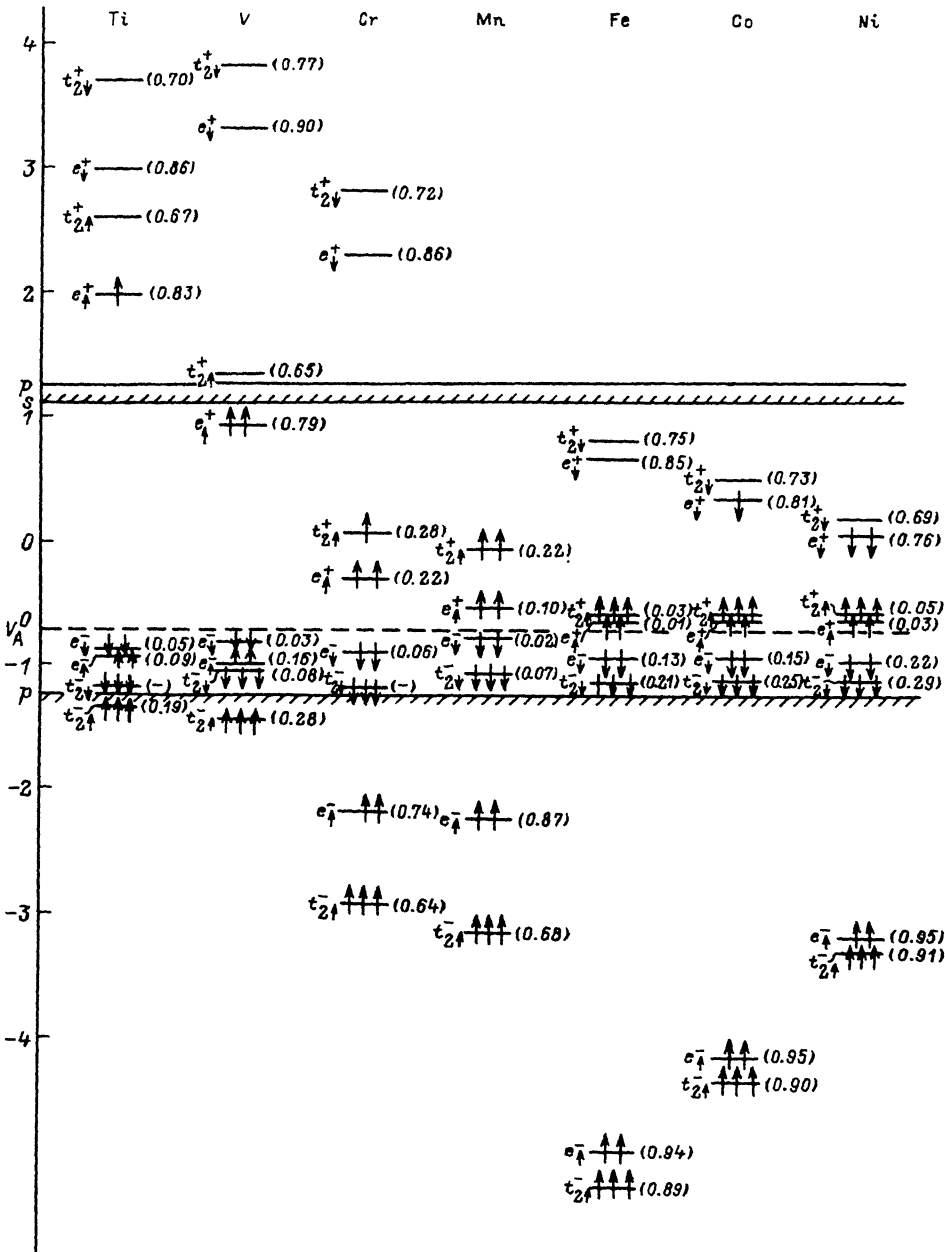 Ti V Cr Mn Fe Co Ni
4
t₂↓⁺ (0.70)
t₂↓⁺ (0.77)
e↓⁺ (0.90)
3
e↓⁺ (0.86)
t₂↓⁺ (0.72)
t₂↑⁺ (0.67)
e↓⁺ (0.86)
2
e↑⁺ (0.83)
t₂↑⁺ (0.65)
p
s
1
e↑⁺ (0.79)
t₂↓⁺ (0.75)
e↓⁺ (0.85)
t₂↓⁺ (0.73)
e↓⁺ (0.81)
t₂↓⁺ (0.69)
e↓⁺ (0.76)
0
t₂↑⁺ (0.28)
t₂↑⁺ (0.22)
e↑⁺ (0.22)
e↑⁺ (0.10)
t₂↑⁺ (0.03)
e↑⁺ (0.01)
t₂↑⁺
e↑⁺
t₂↑⁺ (0.05)
e↑⁺ (0.03)
0
V_A
e↓⁻ (0.05)
e↑⁻ (0.09)
e↓⁻ (0.03)
e↑⁻ (0.16)
e↓⁻ (0.06)
e↓⁻ (0.02)
e↓⁻ (0.13)
e↓⁻ (0.15)
e↓⁻ (0.22)
-1
t₂↓⁻ (-)
t₂↓⁻ (0.08)
t₂↓⁻ (-)
t₂↓⁻ (0.07)
t₂↓⁻ (0.21)
t₂↓⁻ (0.25)
t₂↓⁻ (0.29)
p
t₂↑⁻ (0.19)
t₂↑⁻ (0.28)
-2
e↑⁻ (0.74)
e↑⁻ (0.87)
-3
t₂↑⁻ (0.64)
t₂↑⁻ (0.68)
e↑⁻ (0.95)
t₂↑⁻ (0.91)
-4
e↑⁻ (0.95)
t₂↑⁻ (0.90)
e↑⁻ (0.94)
t₂↑⁻ (0.89)